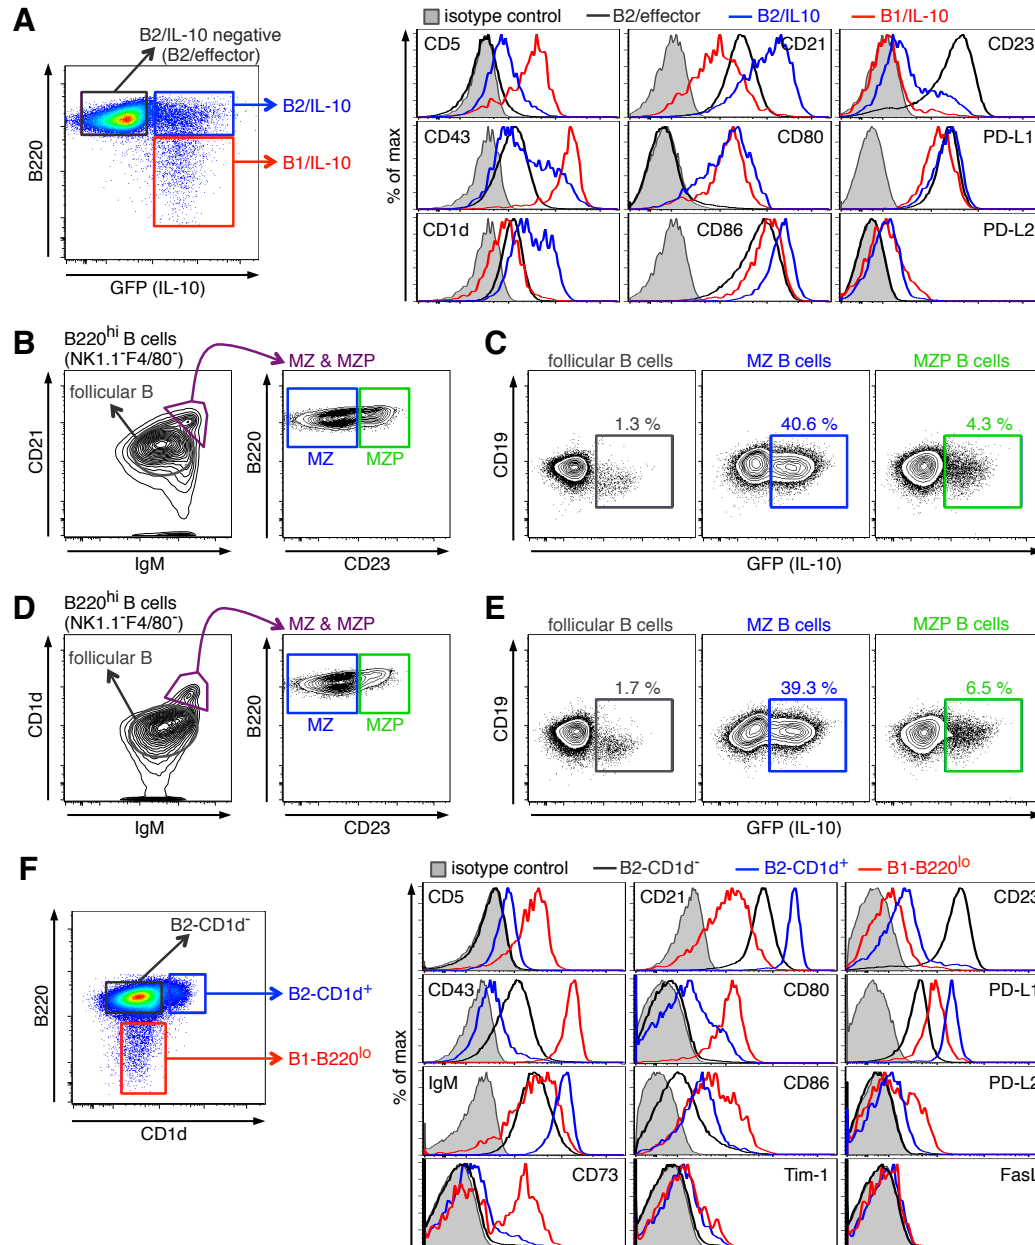 A
isotype control
B2/effector
B2/IL10
B1/IL-10
B2/IL-10 negative
(B2/effector)
B2/IL-10
B1/IL-10
B220
GFP (IL-10)
% of max
CD5
CD21
CD23
CD43
CD80
PD-L1
CD1d
CD86
PD-L2
B
B220hi B cells
(NK1.1-F4/80-)
follicular B
MZ & MZP
CD21
IgM
B220
MZ
MZP
CD23
C
follicular B cells
MZ B cells
MZP B cells
1.3 %
40.6 %
4.3 %
CD19
GFP (IL-10)
D
B220hi B cells
(NK1.1-F4/80-)
follicular B
MZ & MZP
CD1d
IgM
B220
MZ
MZP
CD23
E
follicular B cells
MZ B cells
MZP B cells
1.7 %
39.3 %
6.5 %
CD19
GFP (IL-10)
F
isotype control
B2-CD1d-
B2-CD1d+
B1-B220lo
B2-CD1d-
B2-CD1d+
B1-B220lo
B220
CD1d
% of max
CD5
CD21
CD23
CD43
CD80
PD-L1
IgM
CD86
PD-L2
CD73
Tim-1
FasL